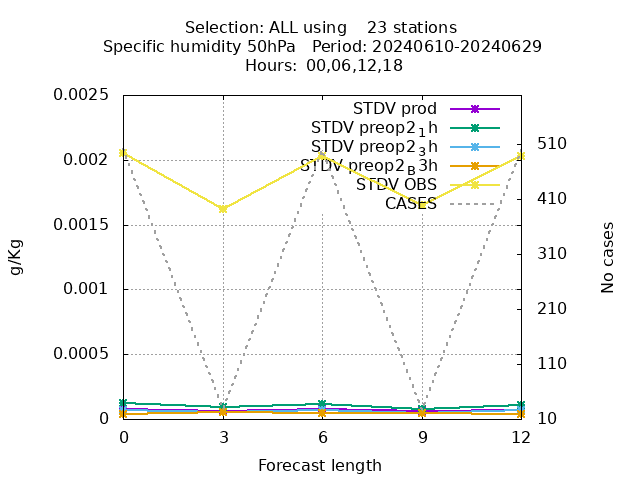 Selection: ALL using 23 stations
Specific humidity 50hPa Period: 20240610-20240629
Hours: 00,06,12,18
0.0025
0.002
0.0015
0.001
0.0005
0
g/Kg
STDV prod
STDV preop2₁h
STDV preop2₃h
STDV preop2_B3h
STDV OBS
CASES
510
410
310
210
110
10
No cases
0 3 6 9 12
Forecast length